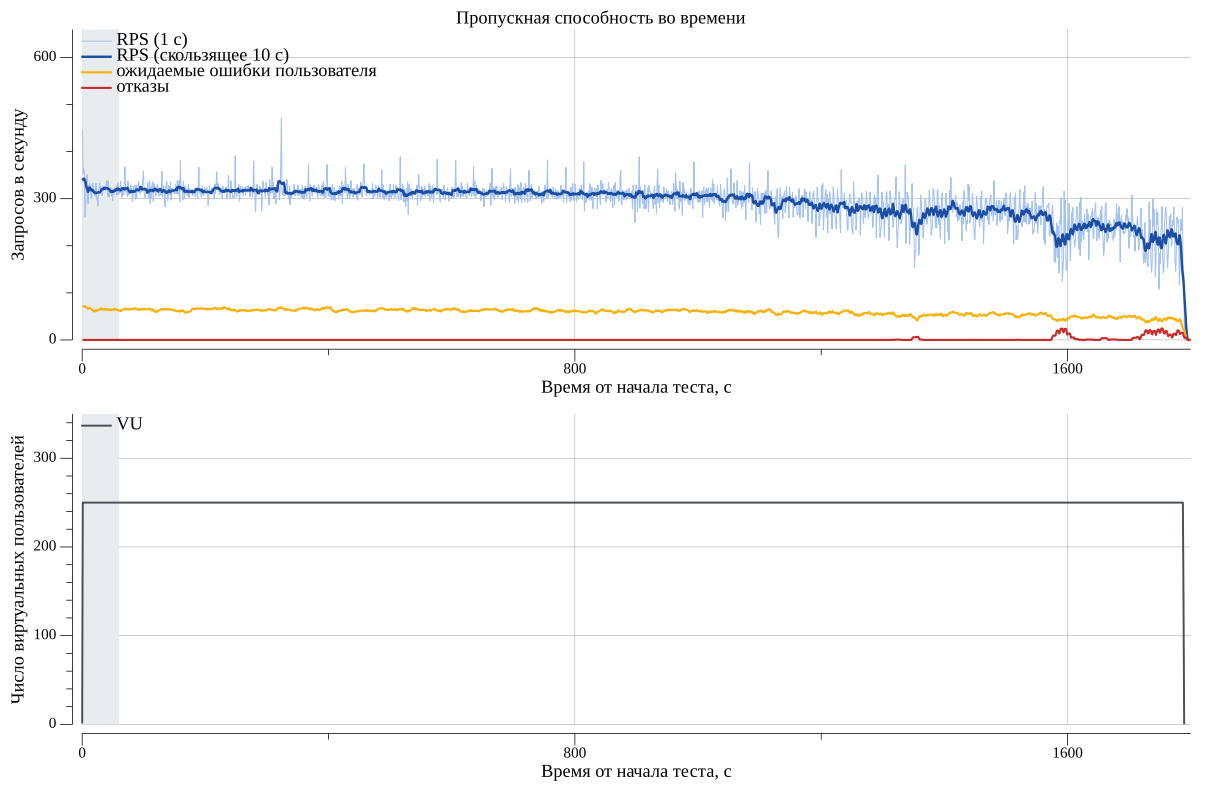 Пропускная способность во времени
RPS (1 с)
RPS (скользящее 10 с)
ожидаемые ошибки пользователя
отказы
Запросов в секунду
600
300
0
0
800
1600
Время от начала теста, с
VU
Число виртуальных пользователей
300
200
100
0
0
800
1600
Время от начала теста, с